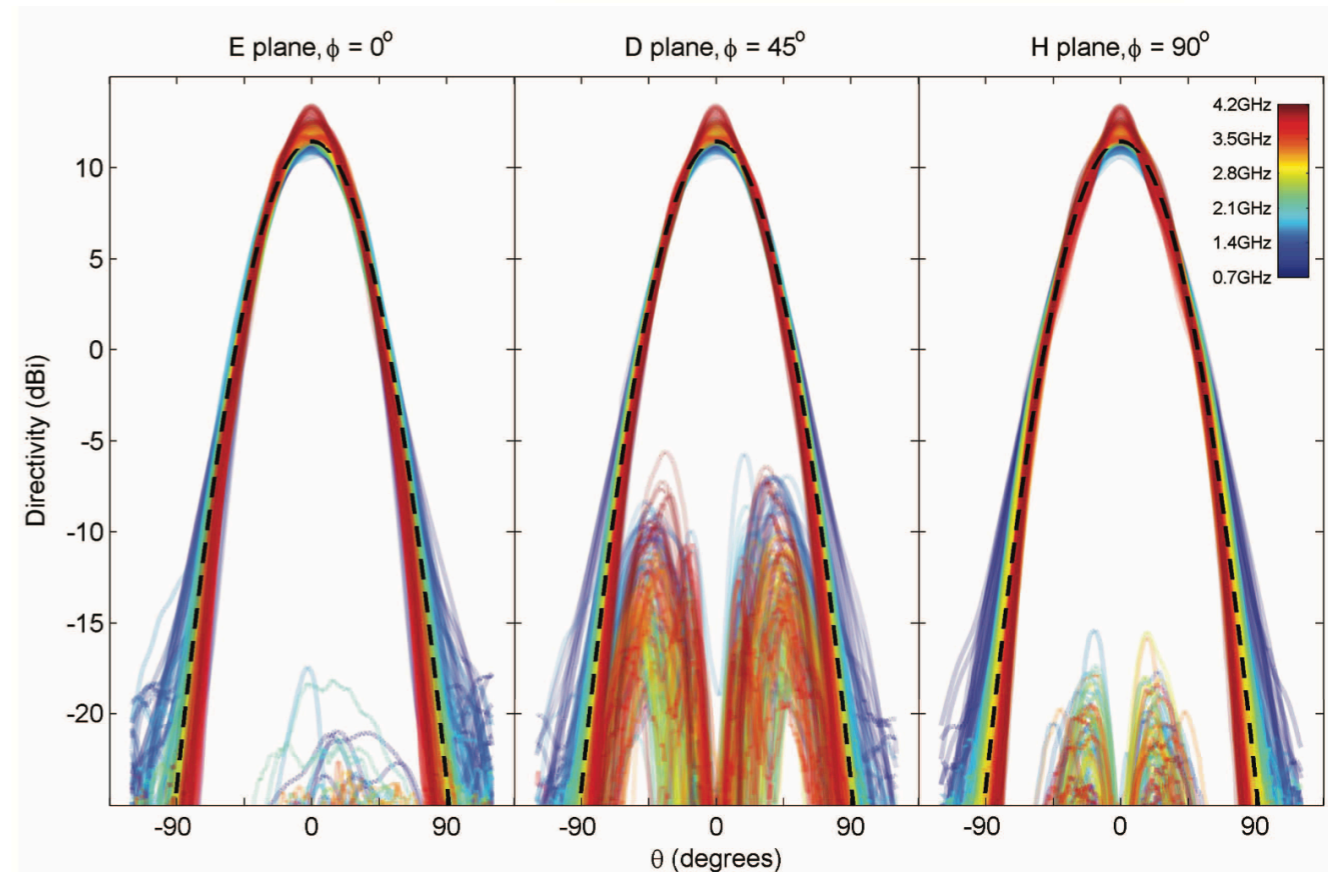 E plane, ϕ = 0°
D plane, ϕ = 45°
H plane, ϕ = 90°
4.2GHz
3.5GHz
2.8GHz
2.1GHz
1.4GHz
0.7GHz
Directivity (dBi)
10
5
0
-5
-10
-15
-20
-90 0 90 -90 0 90 -90 0 90
θ (degrees)